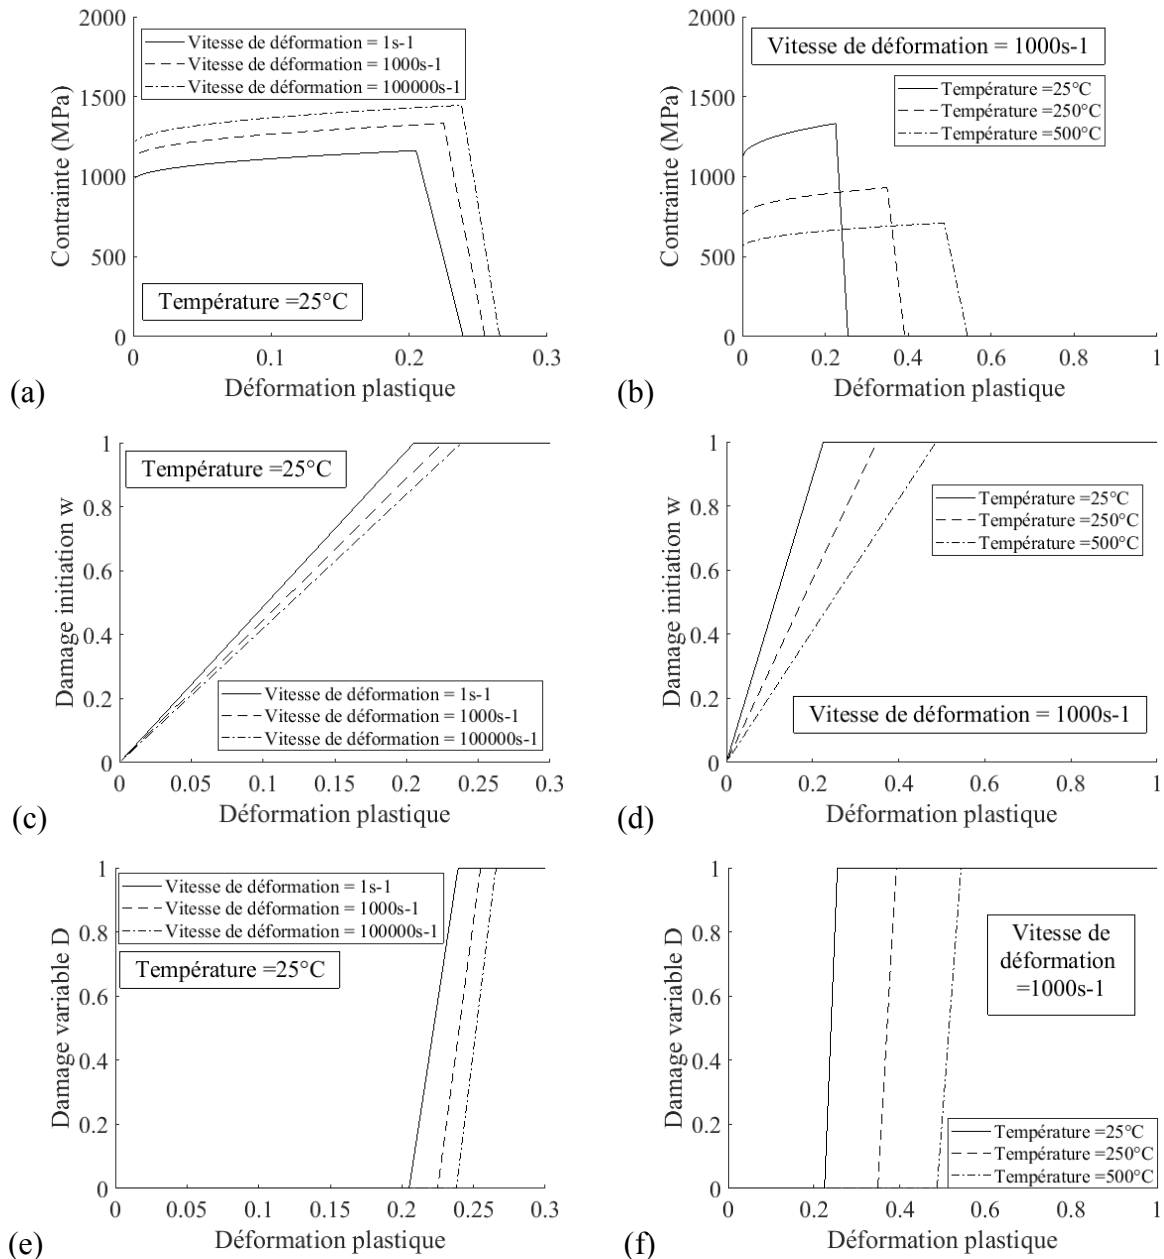 2000
1500
1000
500
0
Contrainte (MPa)
Vitesse de déformation = 1s-1
Vitesse de déformation = 1000s-1
Vitesse de déformation = 100000s-1
Température =25°C
0
0.1
0.2
0.3
Déformation plastique
(a)
2000
1500
1000
500
0
Contrainte (MPa)
Vitesse de déformation = 1000s-1
Température =25°C
Température =250°C
Température =500°C
0
0.2
0.4
0.6
0.8
1
Déformation plastique
(b)
1
0.8
0.6
0.4
0.2
0
Damage initiation w
Température =25°C
Vitesse de déformation = 1s-1
Vitesse de déformation = 1000s-1
Vitesse de déformation = 100000s-1
0
0.05
0.1
0.15
0.2
0.25
0.3
Déformation plastique
(c)
1
0.8
0.6
0.4
0.2
0
Damage initiation w
Température =25°C
Température =250°C
Température =500°C
Vitesse de déformation = 1000s-1
0
0.2
0.4
0.6
0.8
1
Déformation plastique
(d)
1
0.8
0.6
0.4
0.2
0
Damage variable D
Vitesse de déformation = 1s-1
Vitesse de déformation = 1000s-1
Vitesse de déformation = 100000s-1
Température =25°C
0
0.05
0.1
0.15
0.2
0.25
0.3
Déformation plastique
(e)
1
0.8
0.6
0.4
0.2
0
Damage variable D
Vitesse de
déformation
=1000s-1
Température =25°C
Température =250°C
Température =500°C
0
0.2
0.4
0.6
0.8
1
Déformation plastique
(f)